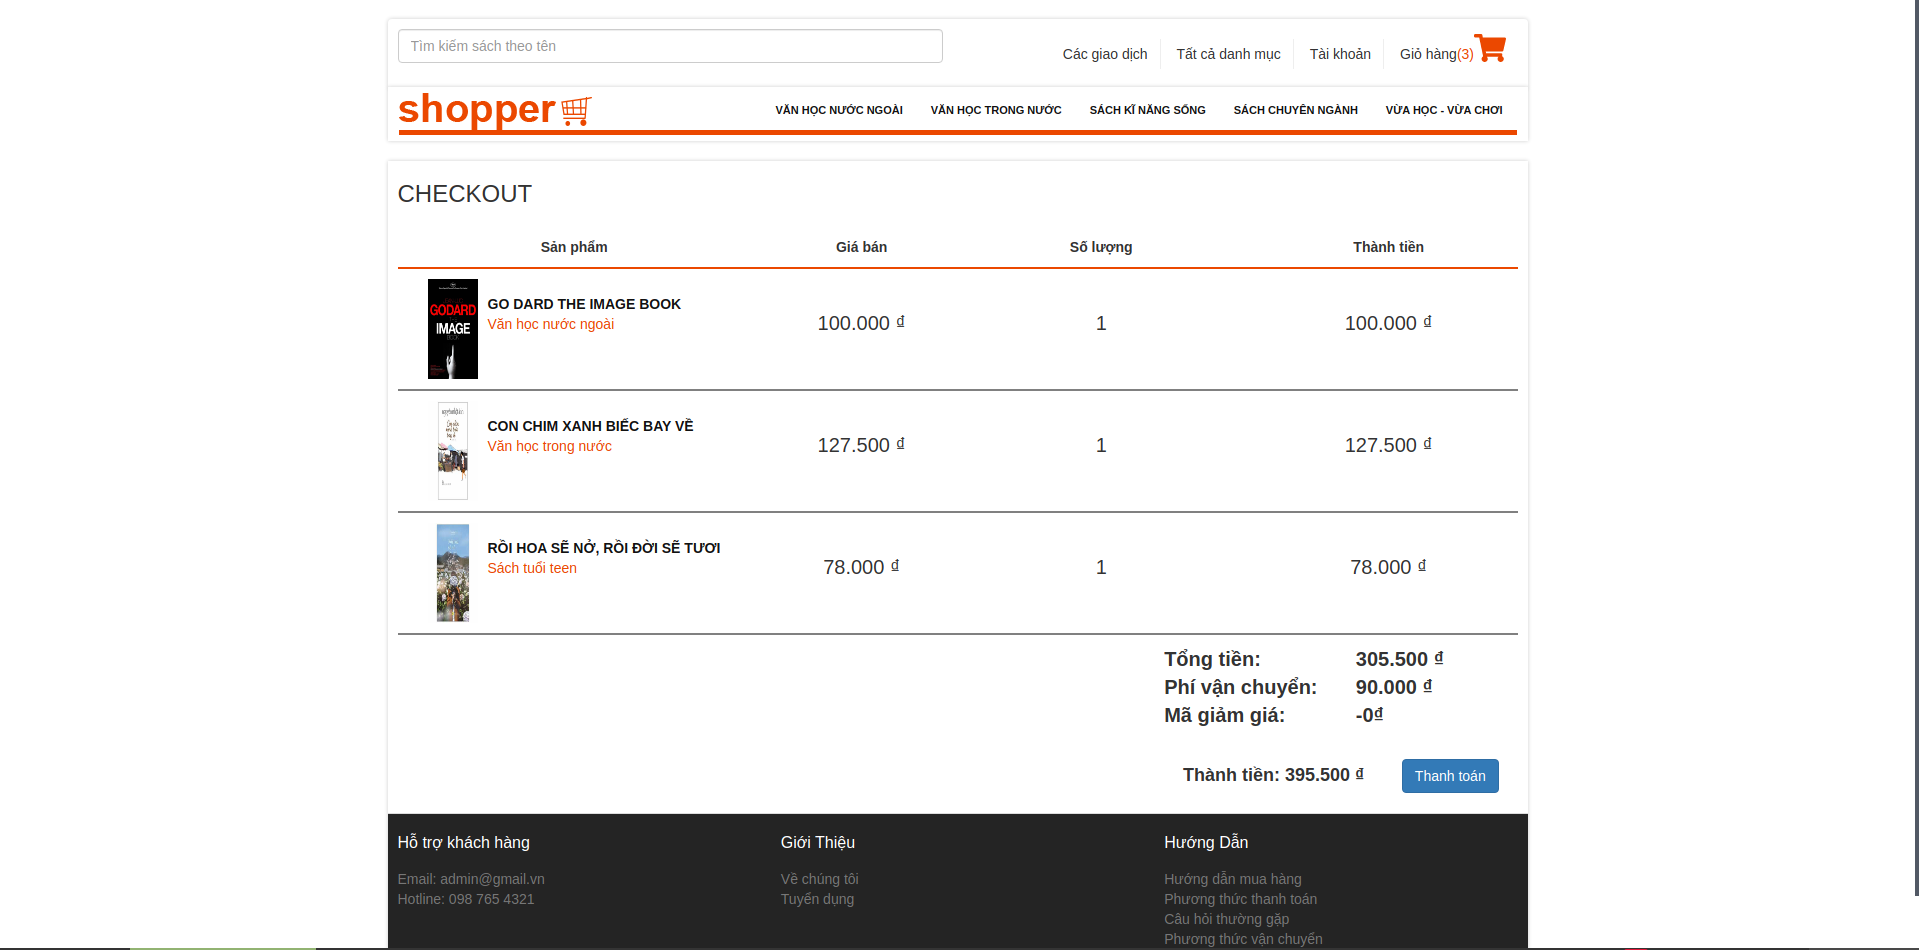 Tìm kiếm sách theo tên
Các giao dịch
Tất cả danh mục
Tài khoản
Giỏ hàng(3)
shopper
VĂN HỌC NƯỚC NGOÀI
VĂN HỌC TRONG NƯỚC
SÁCH KĨ NĂNG SỐNG
SÁCH CHUYÊN NGÀNH
VỪA HỌC - VỪA CHƠI
CHECKOUT
Sản phẩm Giá bán Số lượng Thành tiền
GODARD
IMAGE
GO DARD THE IMAGE BOOK
Văn học nước ngoài
100.000 ₫ 1 100.000 ₫
CON CHIM XANH BIẾC BAY VỀ
Văn học trong nước
127.500 ₫ 1 127.500 ₫
RỒI HOA SẼ NỞ, RỒI ĐỜI SẼ TƯƠI
Sách tuổi teen
78.000 ₫ 1 78.000 ₫
Tổng tiền: 305.500 ₫
Phí vận chuyển: 90.000 ₫
Mã giảm giá: -0₫
Thành tiền: 395.500 ₫
Thanh toán
Hỗ trợ khách hàng
Email: admin@gmail.vn
Hotline: 098 765 4321
Giới Thiệu
Về chúng tôi
Tuyển dụng
Hướng Dẫn
Hướng dẫn mua hàng
Phương thức thanh toán
Câu hỏi thường gặp
Phương thức vận chuyển